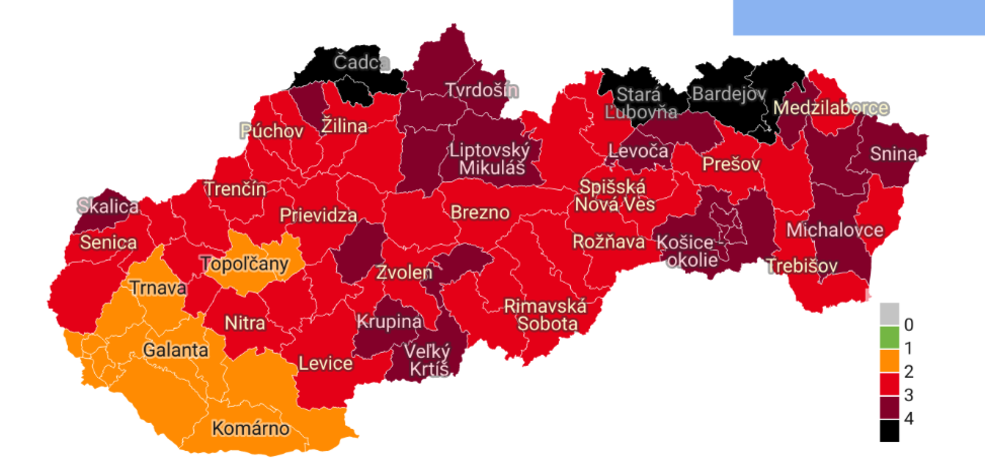 Čadca
Tvrdošín
Stará
Ľubovňa
Bardejov
Medzilaborce
Púchov
Žilina
Liptovský
Mikuláš
Levoča
Prešov
Snina
Trenčín
Spišská
Nová Ves
Skalica
Prievidza
Brezno
Michalovce
Senica
Rožňava
Košice -
okolie
Topoľčany
Zvolen
Trebišov
Trnava
Rimavská
Sobota
Nitra
Krupina
Galanta
Levice
Veľký
Krtíš
Komárno
0
1
2
3
4